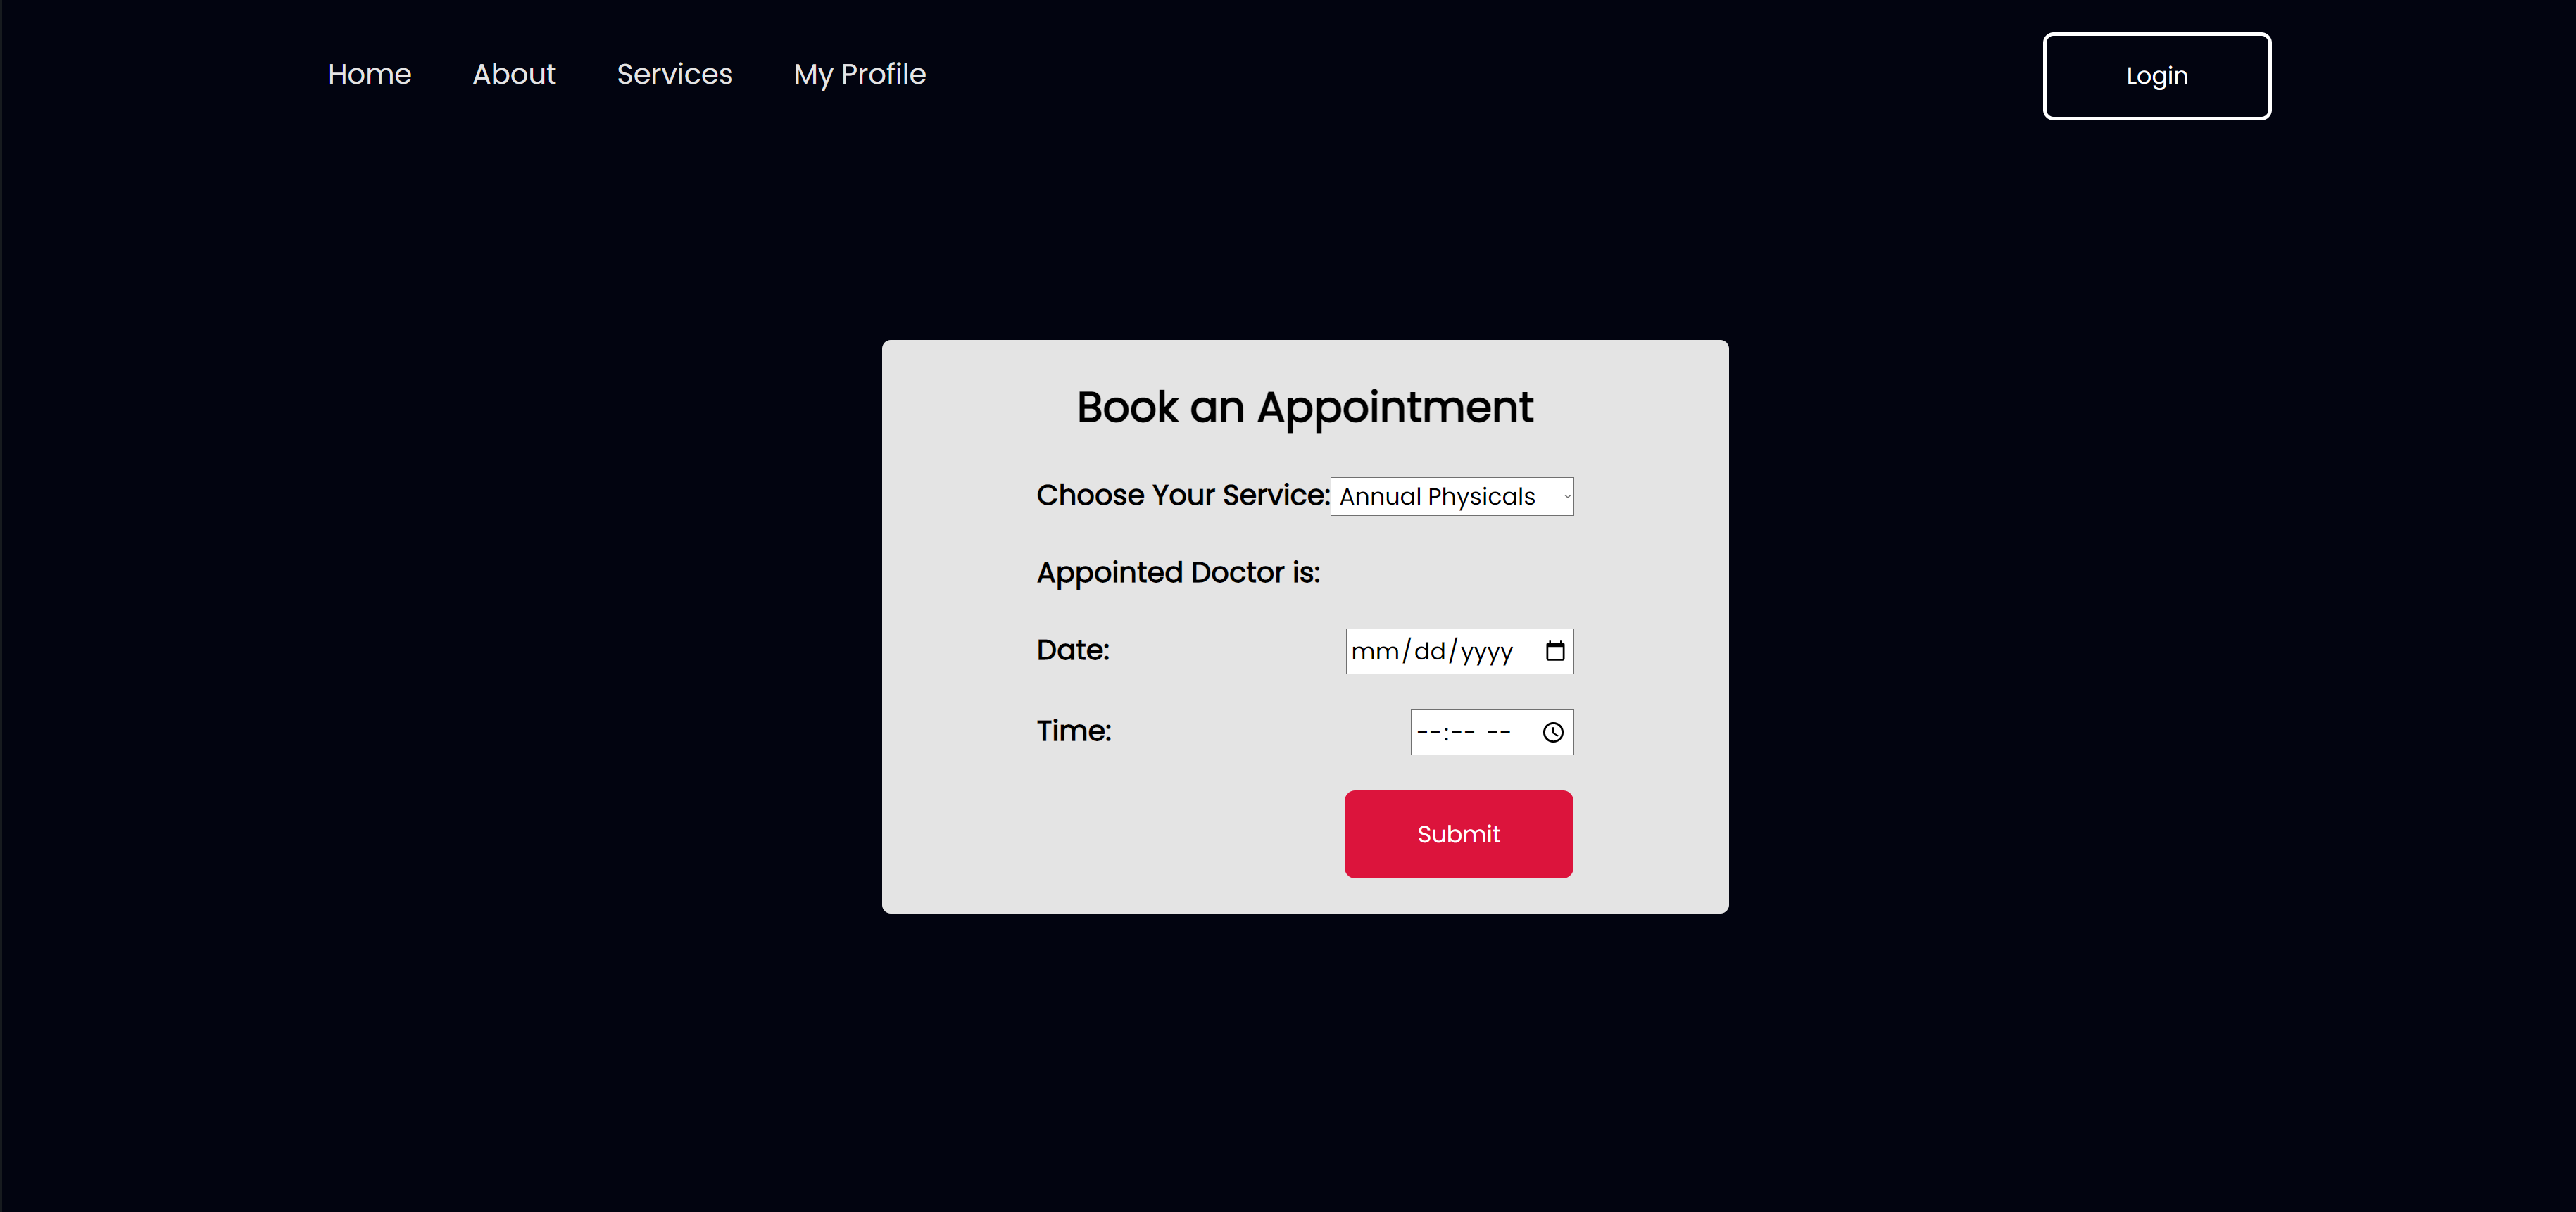 Home About Services My Profile Login
Book an Appointment
Choose Your Service: Annual Physicals
Appointed Doctor is:
Date: mm/dd/yyyy
Time: --:-- --
Submit